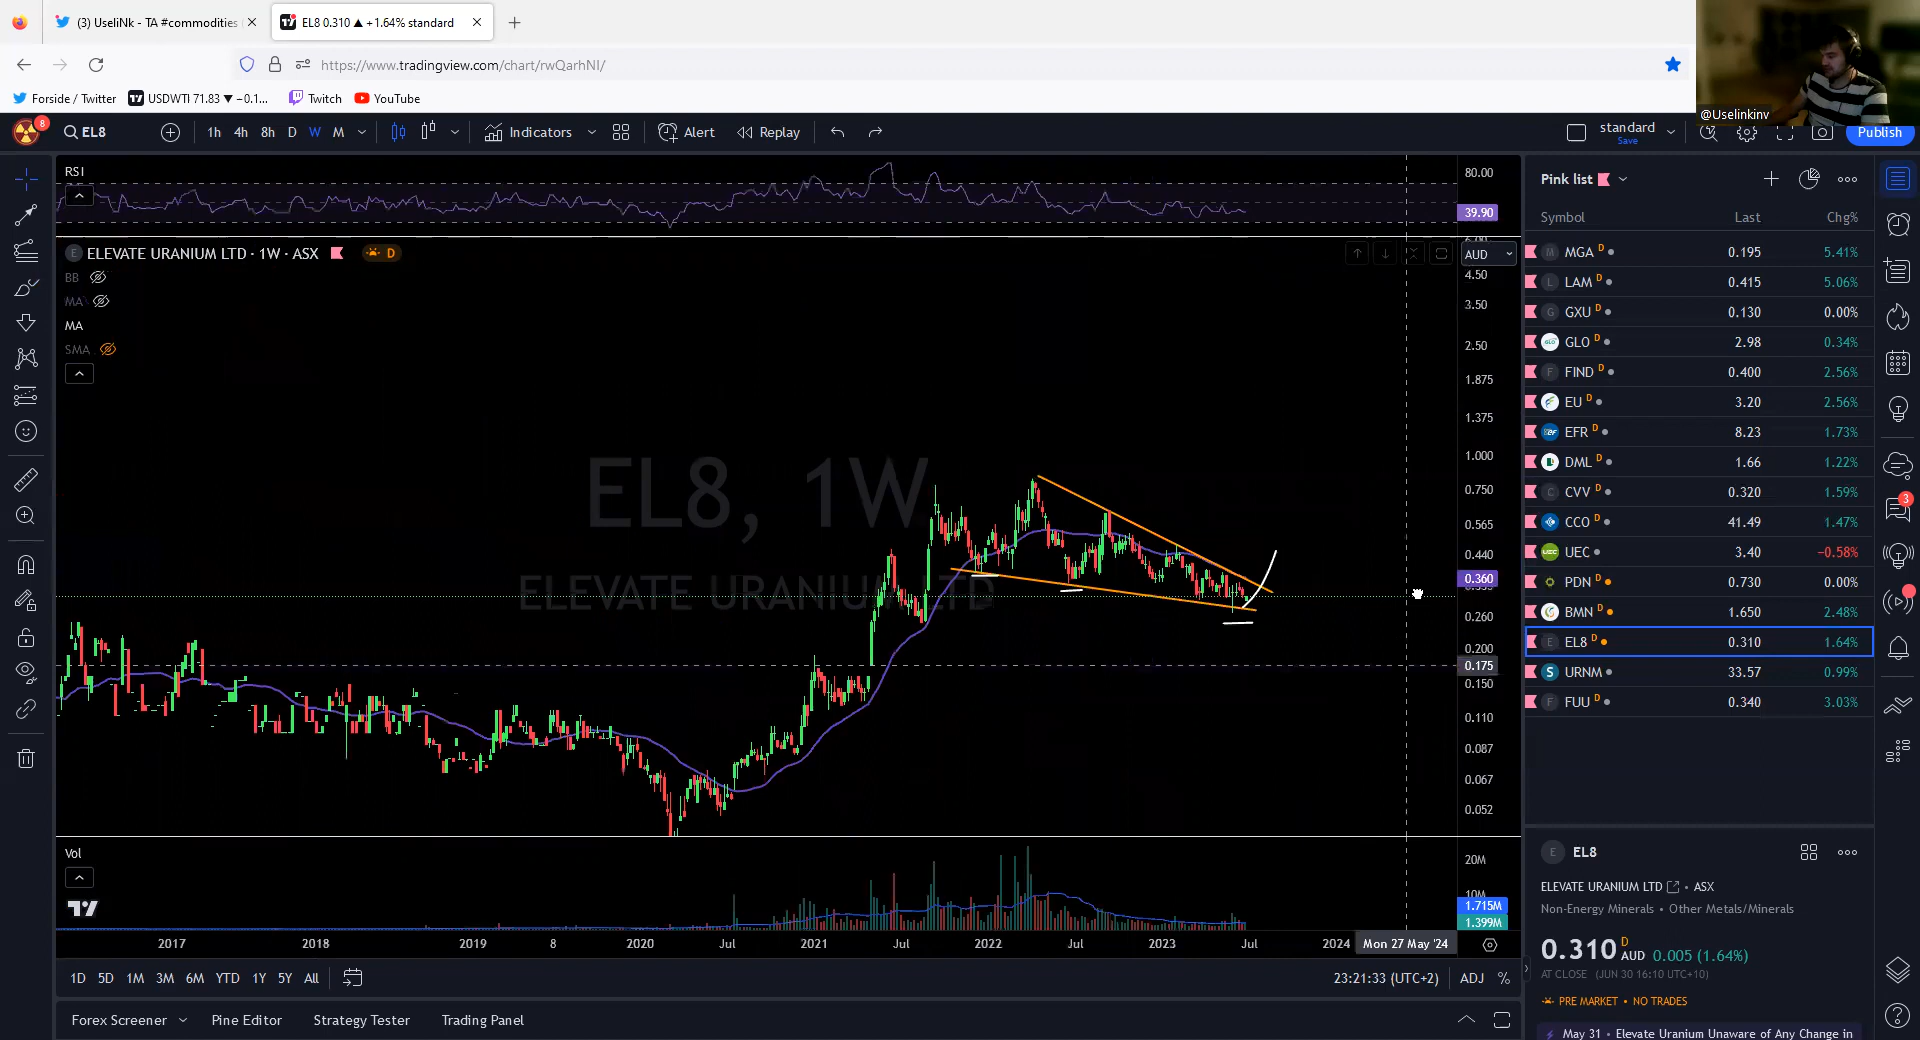 (3) UseliNk - TA #commodities
EL8 0.310 ▲ +1.64% standard
https://www.tradingview.com/chart/rwQarhNI/
Forside / Twitter
USDWTI 71.83 ▼ −0.1...
Twitch
YouTube
@Uselinkinv
8
EL8
1h 4h 8h D W M
Indicators
Alert
Replay
standard
Save
Publish
RSI
80.00
39.90
ELEVATE URANIUM LTD · 1W · ASX
D
AUD
BB
MA
MA
SMA
EL8, 1W
ELEVATE URANIUM LTD
4.50
3.50
2.50
1.875
1.375
1.000
0.750
0.565
0.440
0.360
0.260
0.200
0.175
0.150
0.110
0.087
0.067
0.052
Vol
20M
10M
1.715M
1.399M
2017 2018 2019 8 2020 Jul 2021 Jul 2022 Jul 2023 Jul 2024 Mon 27 May '24
1D 5D 1M 3M 6M YTD 1Y 5Y All
23:21:33 (UTC+2)
ADJ %
Forex Screener
Pine Editor
Strategy Tester
Trading Panel
Pink list
Symbol Last Chg%
MGA D 0.195 5.41%
LAM D 0.415 5.06%
GXU D 0.130 0.00%
GLO D 2.98 0.34%
FIND D 0.400 2.56%
EU D 3.20 2.56%
EFR D 8.23 1.73%
DML D 1.66 1.22%
CVV D 0.320 1.59%
CCO D 41.49 1.47%
UEC 3.40 −0.58%
PDN D 0.730 0.00%
BMN D 1.650 2.48%
EL8 D 0.310 1.64%
URNM 33.57 0.99%
FUU D 0.340 3.03%
3
E EL8
ELEVATE URANIUM LTD • ASX
Non-Energy Minerals • Other Metals/Minerals
0.310 D AUD 0.005 (1.64%)
AT CLOSE (JUN 30 16:10 UTC+10)
PRE MARKET • NO TRADES
May 31 • Elevate Uranium Unaware of Any Change in